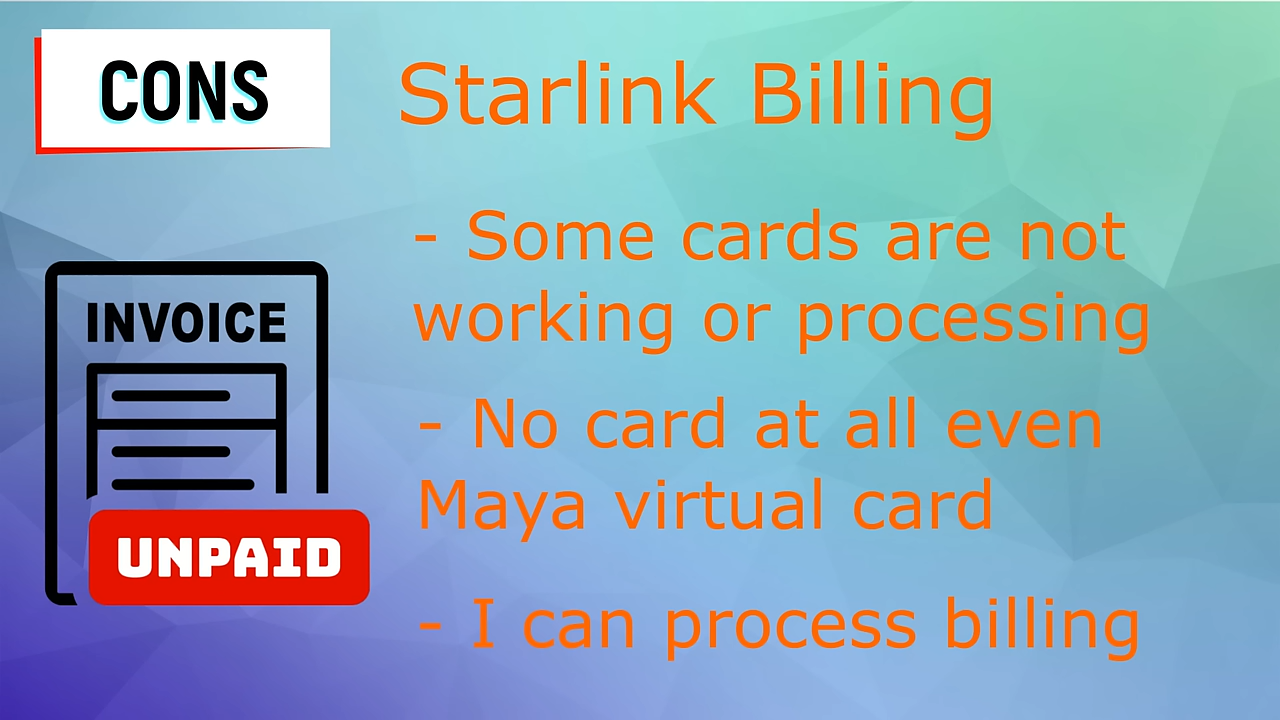 CONS
Starlink Billing
- Some cards are not
working or processing
- No card at all even
Maya virtual card
- I can process billing
INVOICE
UNPAID